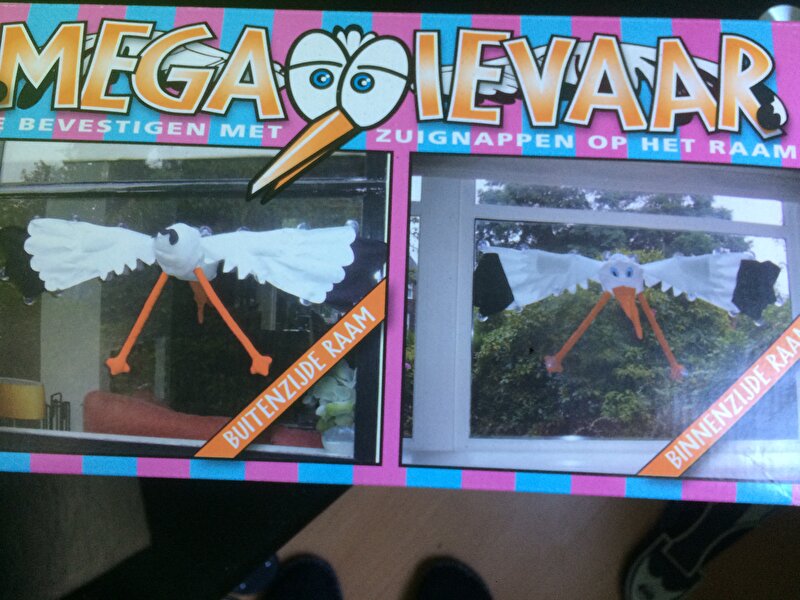 MEGA OIEVAAR
E BEVESTIGEN MET ZUIGNAPPEN OP HET RAAM
BUITENZIJDE RAAM
BINNENZIJDE RAAM